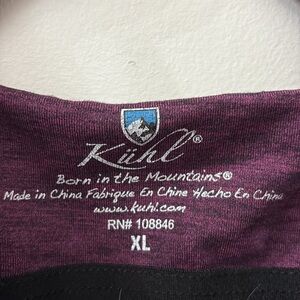 Kühl®
Born in the Mountains®
Made in China Fabrique En Chine Hecho En China
www.kuhl.com
RN# 108846
XL